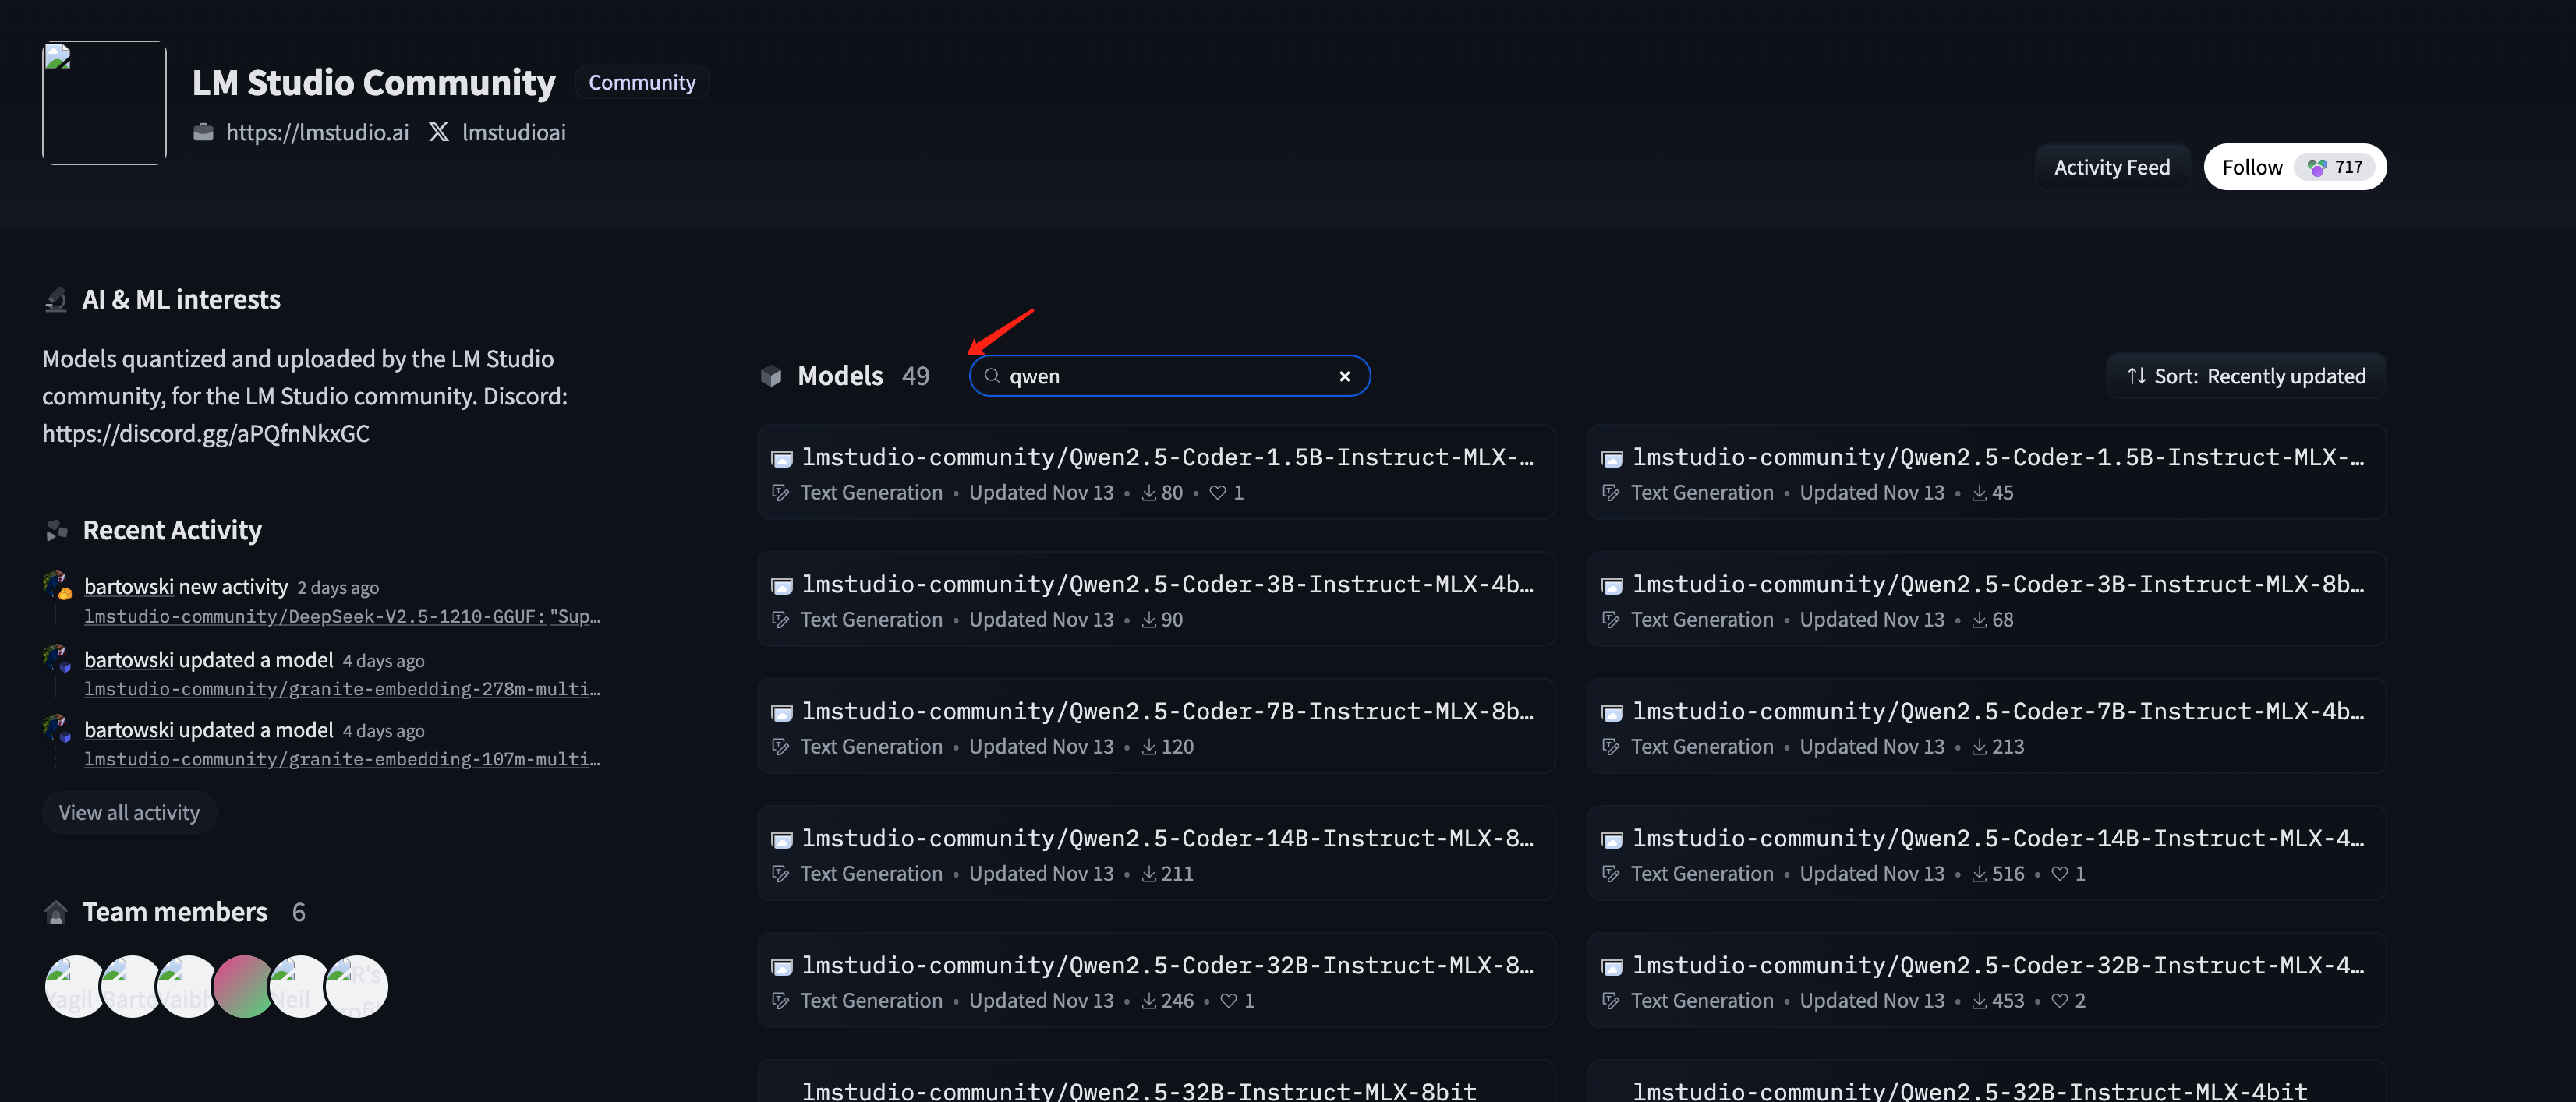 LM Studio Community Community
https://lmstudio.ai lmstudioai
Activity Feed Follow 717
AI & ML interests
Models quantized and uploaded by the LM Studio
community, for the LM Studio community. Discord:
https://discord.gg/aPQfnNkxGC
Recent Activity
bartowski new activity 2 days ago
lmstudio-community/DeepSeek-V2.5-1210-GGUF: "Sup…
bartowski updated a model 4 days ago
lmstudio-community/granite-embedding-278m-multi…
bartowski updated a model 4 days ago
lmstudio-community/granite-embedding-107m-multi…
View all activity
Team members 6
Yagil Barto Vaibh Neil R's
rofi
Models 49 qwen × Sort: Recently updated
lmstudio-community/Qwen2.5-Coder-1.5B-Instruct-MLX-…
Text Generation • Updated Nov 13 • 80 • 1
lmstudio-community/Qwen2.5-Coder-1.5B-Instruct-MLX-…
Text Generation • Updated Nov 13 • 45
lmstudio-community/Qwen2.5-Coder-3B-Instruct-MLX-4b…
Text Generation • Updated Nov 13 • 90
lmstudio-community/Qwen2.5-Coder-3B-Instruct-MLX-8b…
Text Generation • Updated Nov 13 • 68
lmstudio-community/Qwen2.5-Coder-7B-Instruct-MLX-8b…
Text Generation • Updated Nov 13 • 120
lmstudio-community/Qwen2.5-Coder-7B-Instruct-MLX-4b…
Text Generation • Updated Nov 13 • 213
lmstudio-community/Qwen2.5-Coder-14B-Instruct-MLX-8…
Text Generation • Updated Nov 13 • 211
lmstudio-community/Qwen2.5-Coder-14B-Instruct-MLX-4…
Text Generation • Updated Nov 13 • 516 • 1
lmstudio-community/Qwen2.5-Coder-32B-Instruct-MLX-8…
Text Generation • Updated Nov 13 • 246 • 1
lmstudio-community/Qwen2.5-Coder-32B-Instruct-MLX-4…
Text Generation • Updated Nov 13 • 453 • 2
lmstudio-community/Qwen2.5-32B-Instruct-MLX-8bit
lmstudio-community/Qwen2.5-32B-Instruct-MLX-4bit